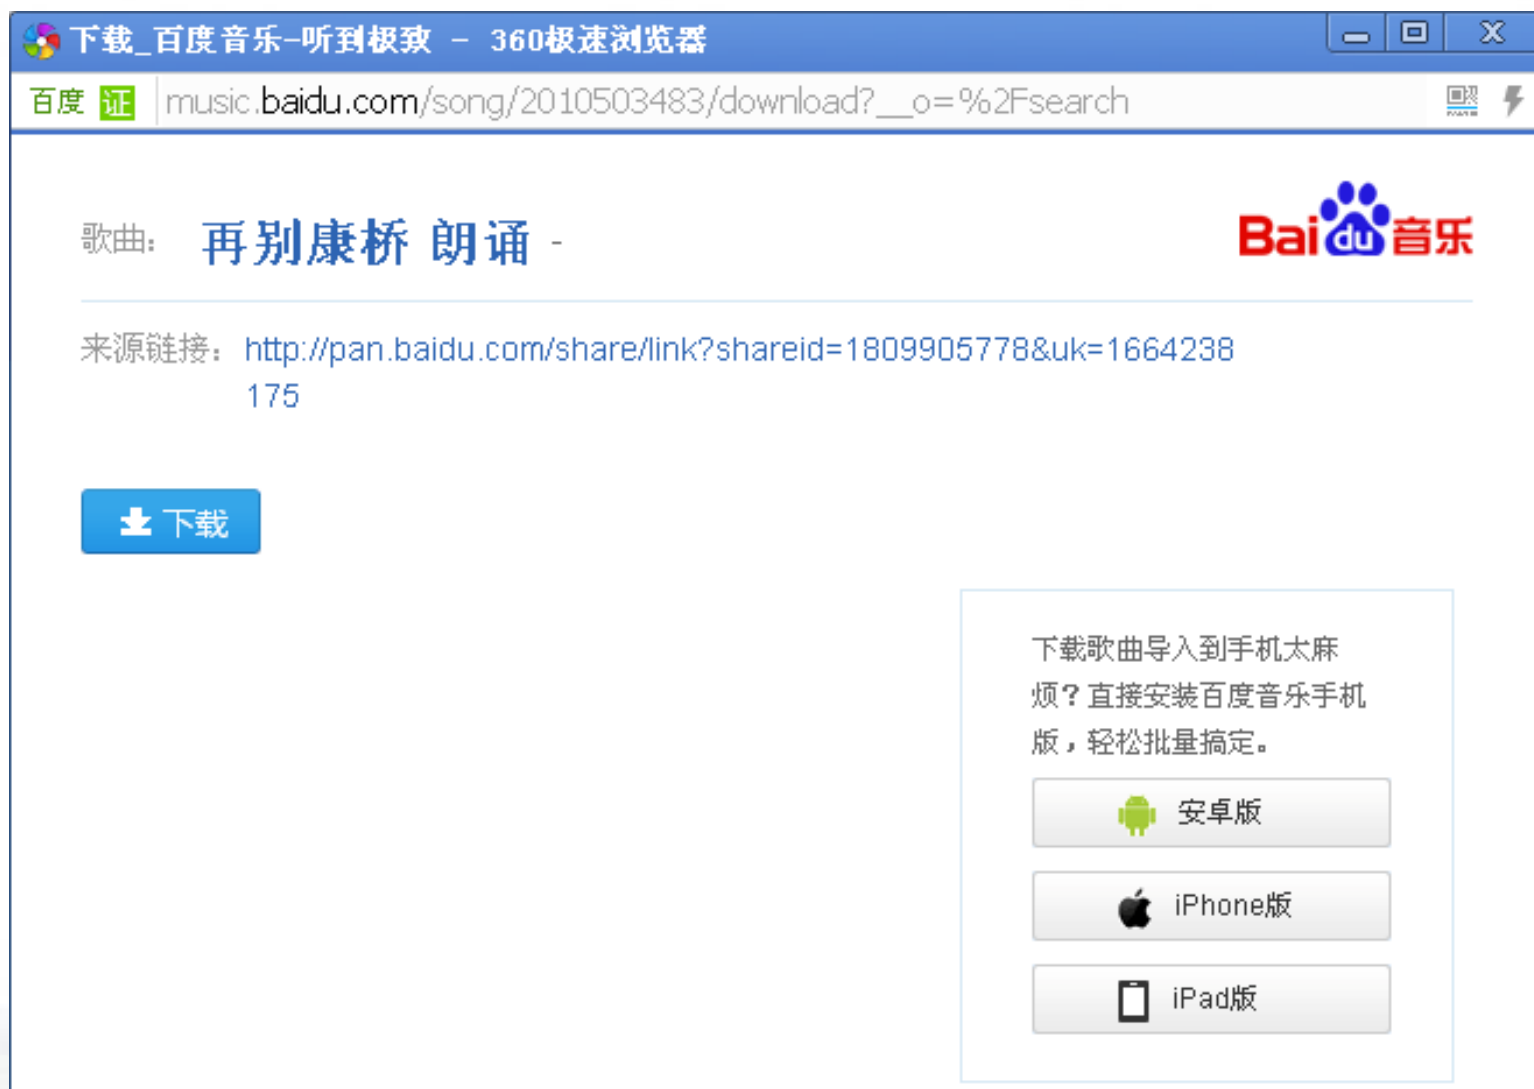 下载_百度音乐-听到极致 - 360极速浏览器
百度 证 music.baidu.com/song/2010503483/download?__o=%2Fsearch
歌曲: 再别康桥 朗诵 -
Bai du 音乐
来源链接: http://pan.baidu.com/share/link?shareid=1809905778&uk=1664238
175
下载
下载歌曲导入到手机太麻
烦?直接安装百度音乐手机
版,轻松批量搞定。
安卓版
iPhone版
iPad版